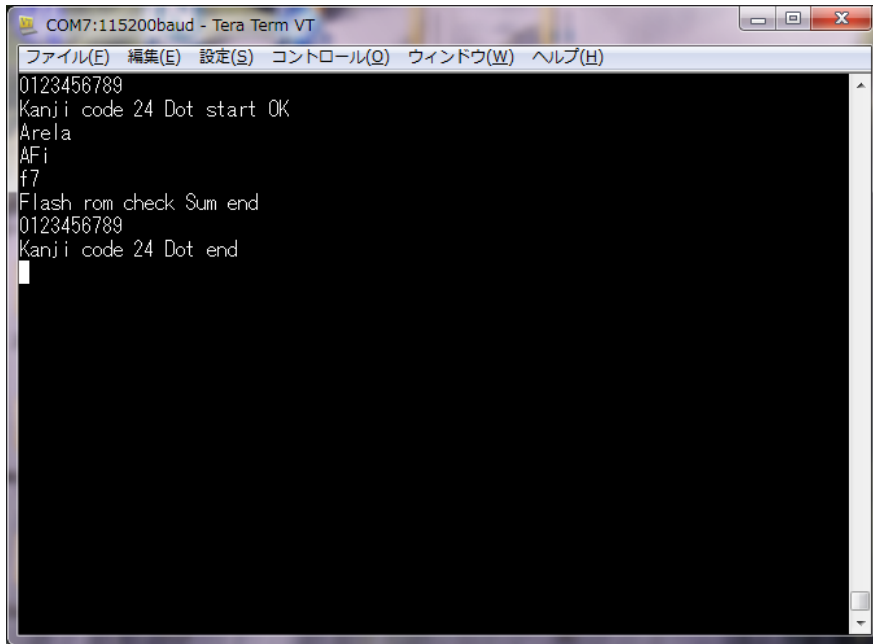 COM7:115200baud - Tera Term VT
ファイル(F) 編集(E) 設定(S) コントロール(O) ウィンドウ(W) ヘルプ(H)
0123456789
Kanji code 24 Dot start OK
Arela
AFi
f7
Flash rom check Sum end
0123456789
Kanji code 24 Dot end